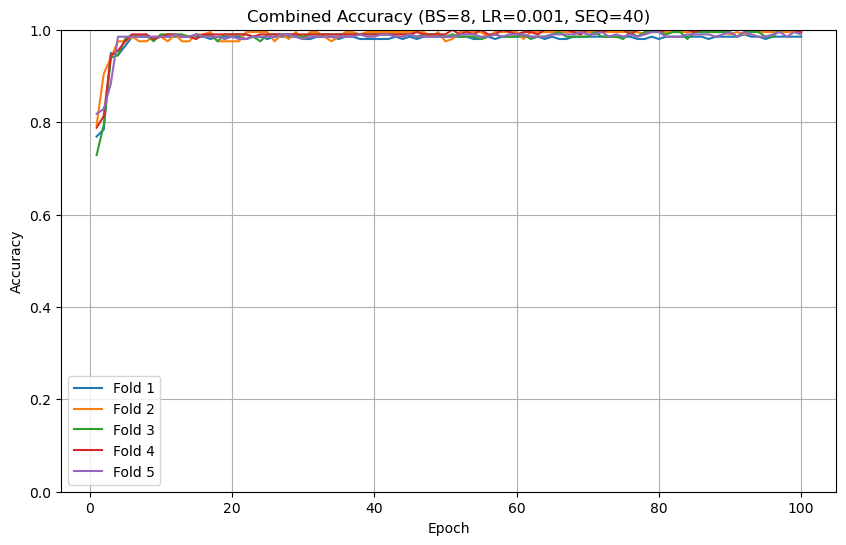 Combined Accuracy (BS=8, LR=0.001, SEQ=40)
1.0
0.8
0.6
0.4
0.2
0.0
Accuracy
Fold 1
Fold 2
Fold 3
Fold 4
Fold 5
0 20 40 60 80 100
Epoch